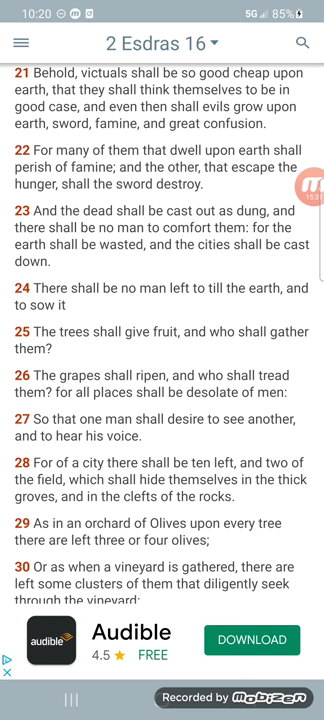 10:20 5G 85%
2 Esdras 16
21 Behold, victuals shall be so good cheap upon
earth, that they shall think themselves to be in
good case, and even then shall evils grow upon
earth, sword, famine, and great confusion.
22 For many of them that dwell upon earth shall
perish of famine; and the other, that escape the
hunger, shall the sword destroy.
15:31
23 And the dead shall be cast out as dung, and
there shall be no man to comfort them: for the
earth shall be wasted, and the cities shall be cast
down.
24 There shall be no man left to till the earth, and
to sow it
25 The trees shall give fruit, and who shall gather
them?
26 The grapes shall ripen, and who shall tread
them? for all places shall be desolate of men:
27 So that one man shall desire to see another,
and to hear his voice.
28 For of a city there shall be ten left, and two of
the field, which shall hide themselves in the thick
groves, and in the clefts of the rocks.
29 As in an orchard of Olives upon every tree
there are left three or four olives;
30 Or as when a vineyard is gathered, there are
left some clusters of them that diligently seek
through the vineyard:
audible
Audible
4.5 ★ FREE
DOWNLOAD
Recorded by mobizen